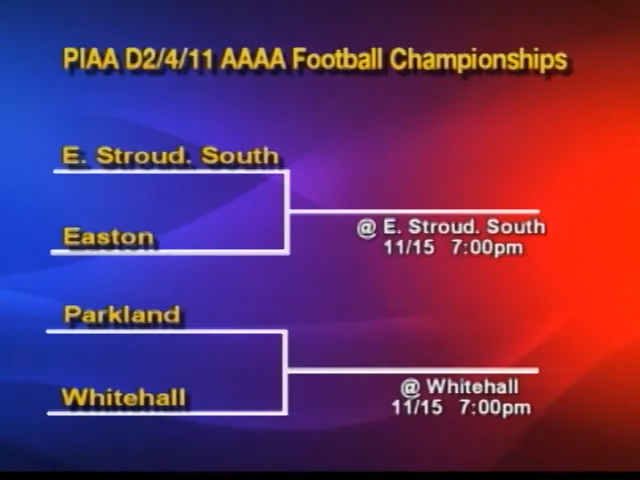 PIAA D2/4/11 AAAA Football Championships
E. Stroud. South
Easton
@ E. Stroud. South
11/15 7:00pm
Parkland
Whitehall
@ Whitehall
11/15 7:00pm